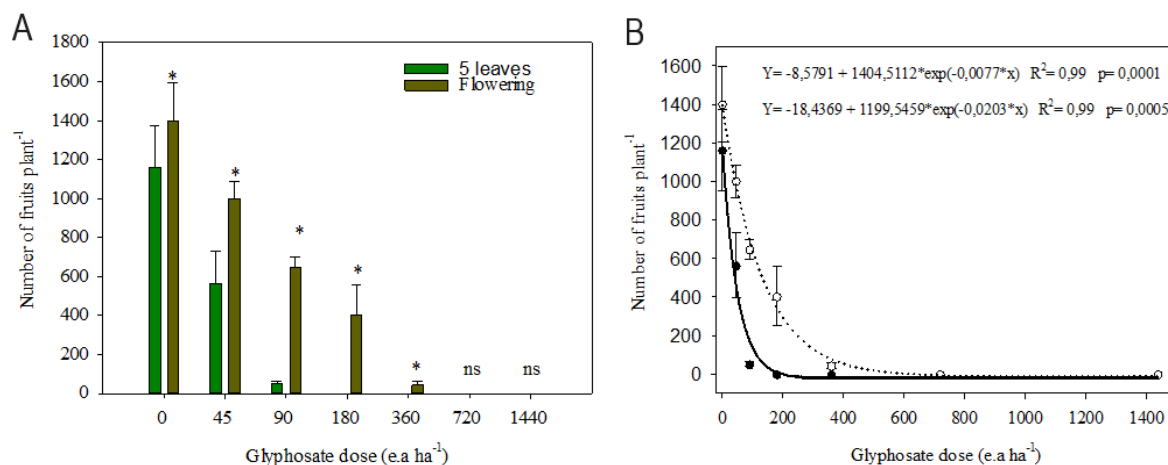 A
1800
1600
1400
1200
1000
800
600
400
200
0
Number of fruits plant⁻¹
5 leaves
Flowering
*
*
*
*
*
ns
ns
0 45 90 180 360 720 1440
Glyphosate dose (e.a ha⁻¹)
B
1600
1400
1200
1000
800
600
400
200
0
Number of fruits plant⁻¹
Y= -8,5791 + 1404,5112*exp(-0,0077*x) R²= 0,99 p= 0,0001
Y= -18,4369 + 1199,5459*exp(-0,0203*x) R²= 0,99 p= 0,0005
0 200 400 600 800 1000 1200 1400
Glyphosate dose (e.a ha⁻¹)